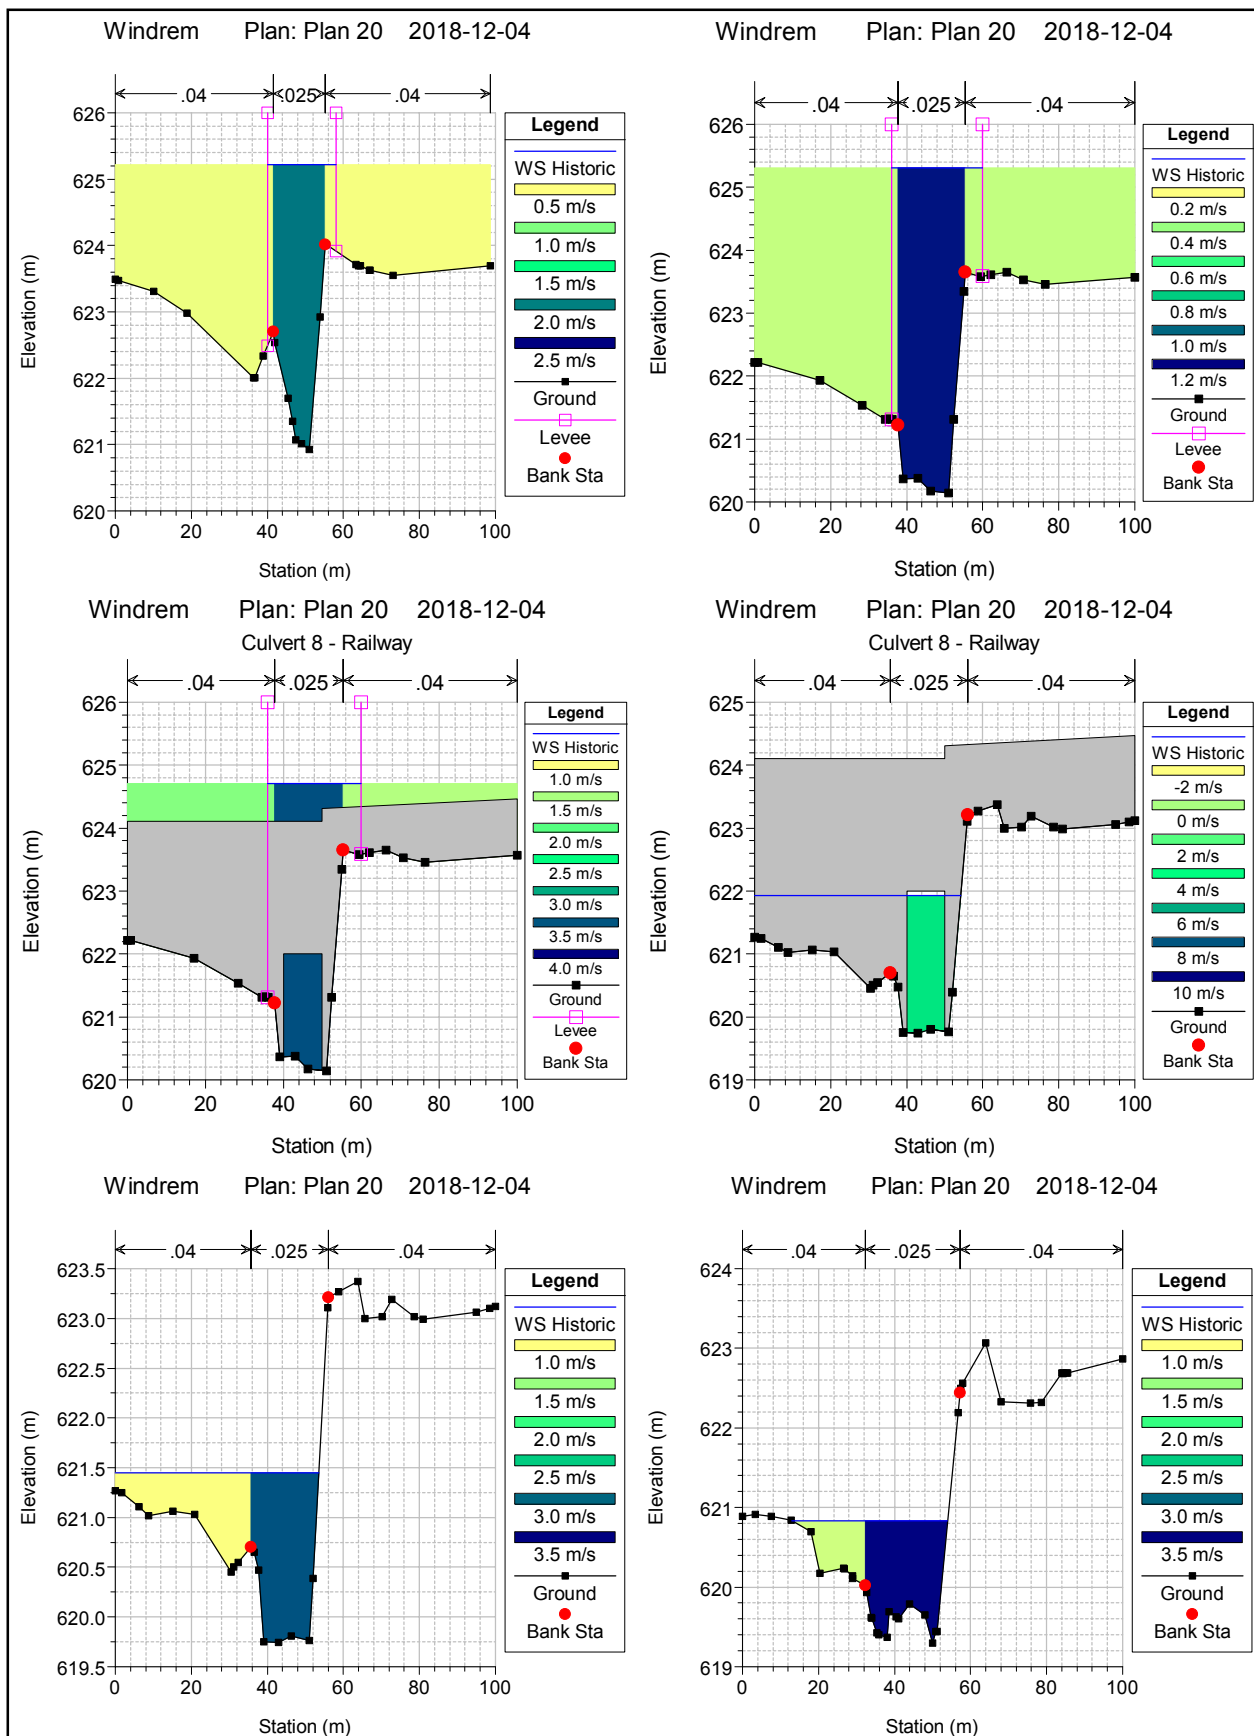 Windrem Plan: Plan 20 2018-12-04
.04 .025 .04
626
625
624
623
622
621
620
0 20 40 60 80 100
Elevation (m)
Station (m)
Legend
WS Historic
0.5 m/s
1.0 m/s
1.5 m/s
2.0 m/s
2.5 m/s
Ground
Levee
Bank Sta
Windrem Plan: Plan 20 2018-12-04
.04 .025 .04
626
625
624
623
622
621
620
0 20 40 60 80 100
Elevation (m)
Station (m)
Legend
WS Historic
0.2 m/s
0.4 m/s
0.6 m/s
0.8 m/s
1.0 m/s
1.2 m/s
Ground
Levee
Bank Sta
Windrem Plan: Plan 20 2018-12-04
Culvert 8 - Railway
.04 .025 .04
626
625
624
623
622
621
620
0 20 40 60 80 100
Elevation (m)
Station (m)
Legend
WS Historic
1.0 m/s
1.5 m/s
2.0 m/s
2.5 m/s
3.0 m/s
3.5 m/s
4.0 m/s
Ground
Levee
Bank Sta
Windrem Plan: Plan 20 2018-12-04
Culvert 8 - Railway
.04 .025 .04
625
624
623
622
621
620
619
0 20 40 60 80 100
Elevation (m)
Station (m)
Legend
WS Historic
-2 m/s
0 m/s
2 m/s
4 m/s
6 m/s
8 m/s
10 m/s
Ground
Bank Sta
Windrem Plan: Plan 20 2018-12-04
.04 .025 .04
623.5
623.0
622.5
622.0
621.5
621.0
620.5
620.0
619.5
0 20 40 60 80 100
Elevation (m)
Station (m)
Legend
WS Historic
1.0 m/s
1.5 m/s
2.0 m/s
2.5 m/s
3.0 m/s
3.5 m/s
Ground
Bank Sta
Windrem Plan: Plan 20 2018-12-04
.04 .025 .04
624
623
622
621
620
619
0 20 40 60 80 100
Elevation (m)
Station (m)
Legend
WS Historic
1.0 m/s
1.5 m/s
2.0 m/s
2.5 m/s
3.0 m/s
3.5 m/s
Ground
Bank Sta